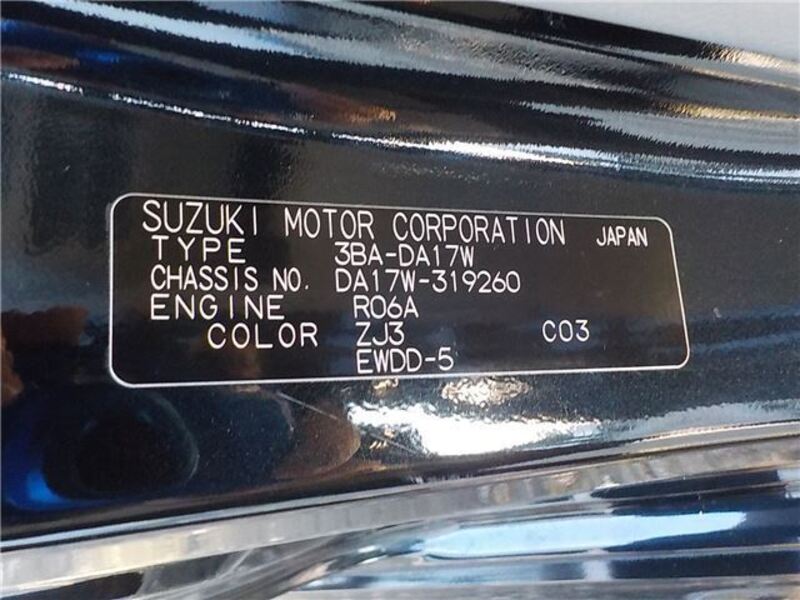 SUZUKI MOTOR CORPORATION JAPAN
TYPE 3BA-DA17W
CHASSIS NO. DA17W-319260
ENGINE R06A
COLOR ZJ3 C03
EWDD-5